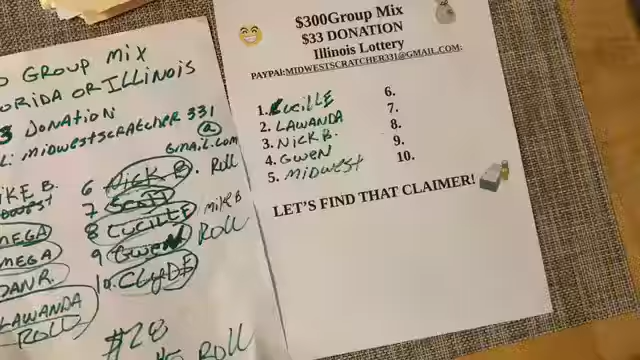 O GROUP MIX
ORIDA OR ILLINOIS
3 DONATION
L: midwestscratcher 331
@
Gmail.com
IKE B.
MEGA
MEGA
DAN R.
LAWANDA
ROLL
6 Nick B. Roll
7 Scott
8 LUCILLE mike B
9 Gwen ROLL
10. CLYDE
#28
ROLL
$300Group Mix
$33 DONATION
Illinois Lottery
PAYPAL:MIDWESTSCRATCHER331@GMAIL.COM:
1. LUCILLE
2. LAWANDA
3. NICK B.
4. GWEN
5. MIDWEST
6.
7.
8.
9.
10.
LET'S FIND THAT CLAIMER!